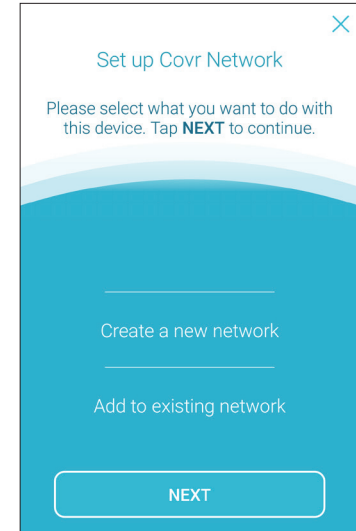 Set up Covr Network
Please select what you want to do with
this device. Tap NEXT to continue.
Create a new network
Add to existing network
NEXT